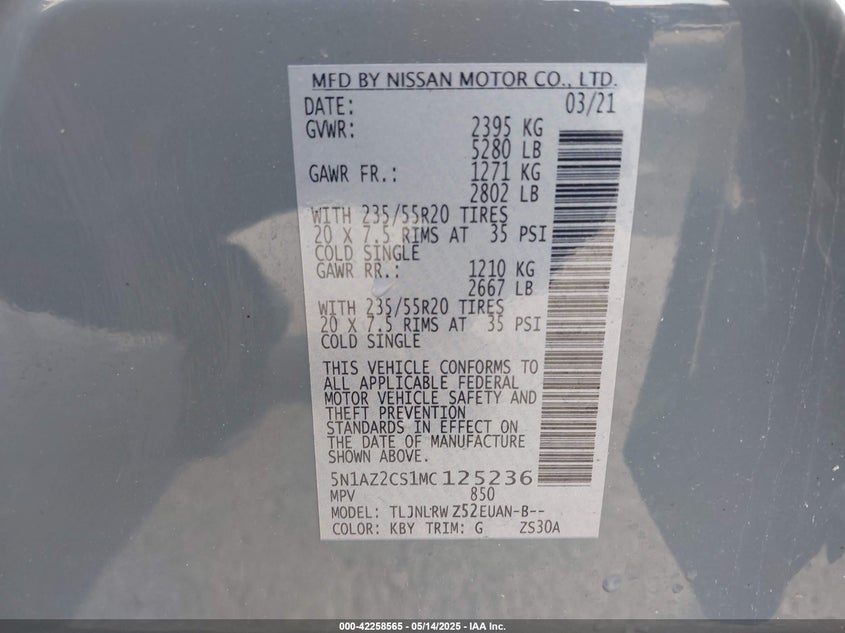 MFD BY NISSAN MOTOR CO., LTD.
DATE: 03/21
GVWR: 2395 KG
5280 LB
GAWR FR.: 1271 KG
2802 LB
WITH 235/55R20 TIRES
20 X 7.5 RIMS AT 35 PSI
COLD SINGLE
GAWR RR.: 1210 KG
2667 LB
WITH 235/55R20 TIRES
20 X 7.5 RIMS AT 35 PSI
COLD SINGLE
THIS VEHICLE CONFORMS TO
ALL APPLICABLE FEDERAL
MOTOR VEHICLE SAFETY AND
THEFT PREVENTION
STANDARDS IN EFFECT ON
THE DATE OF MANUFACTURE
SHOWN ABOVE.
5N1AZ2CS1MC125236
MPV 850
MODEL: TLJNLRW Z52EUAN-B--
COLOR: KBY TRIM: G ZS30A
000-42258565 - 05/14/2025 - IAA Inc.